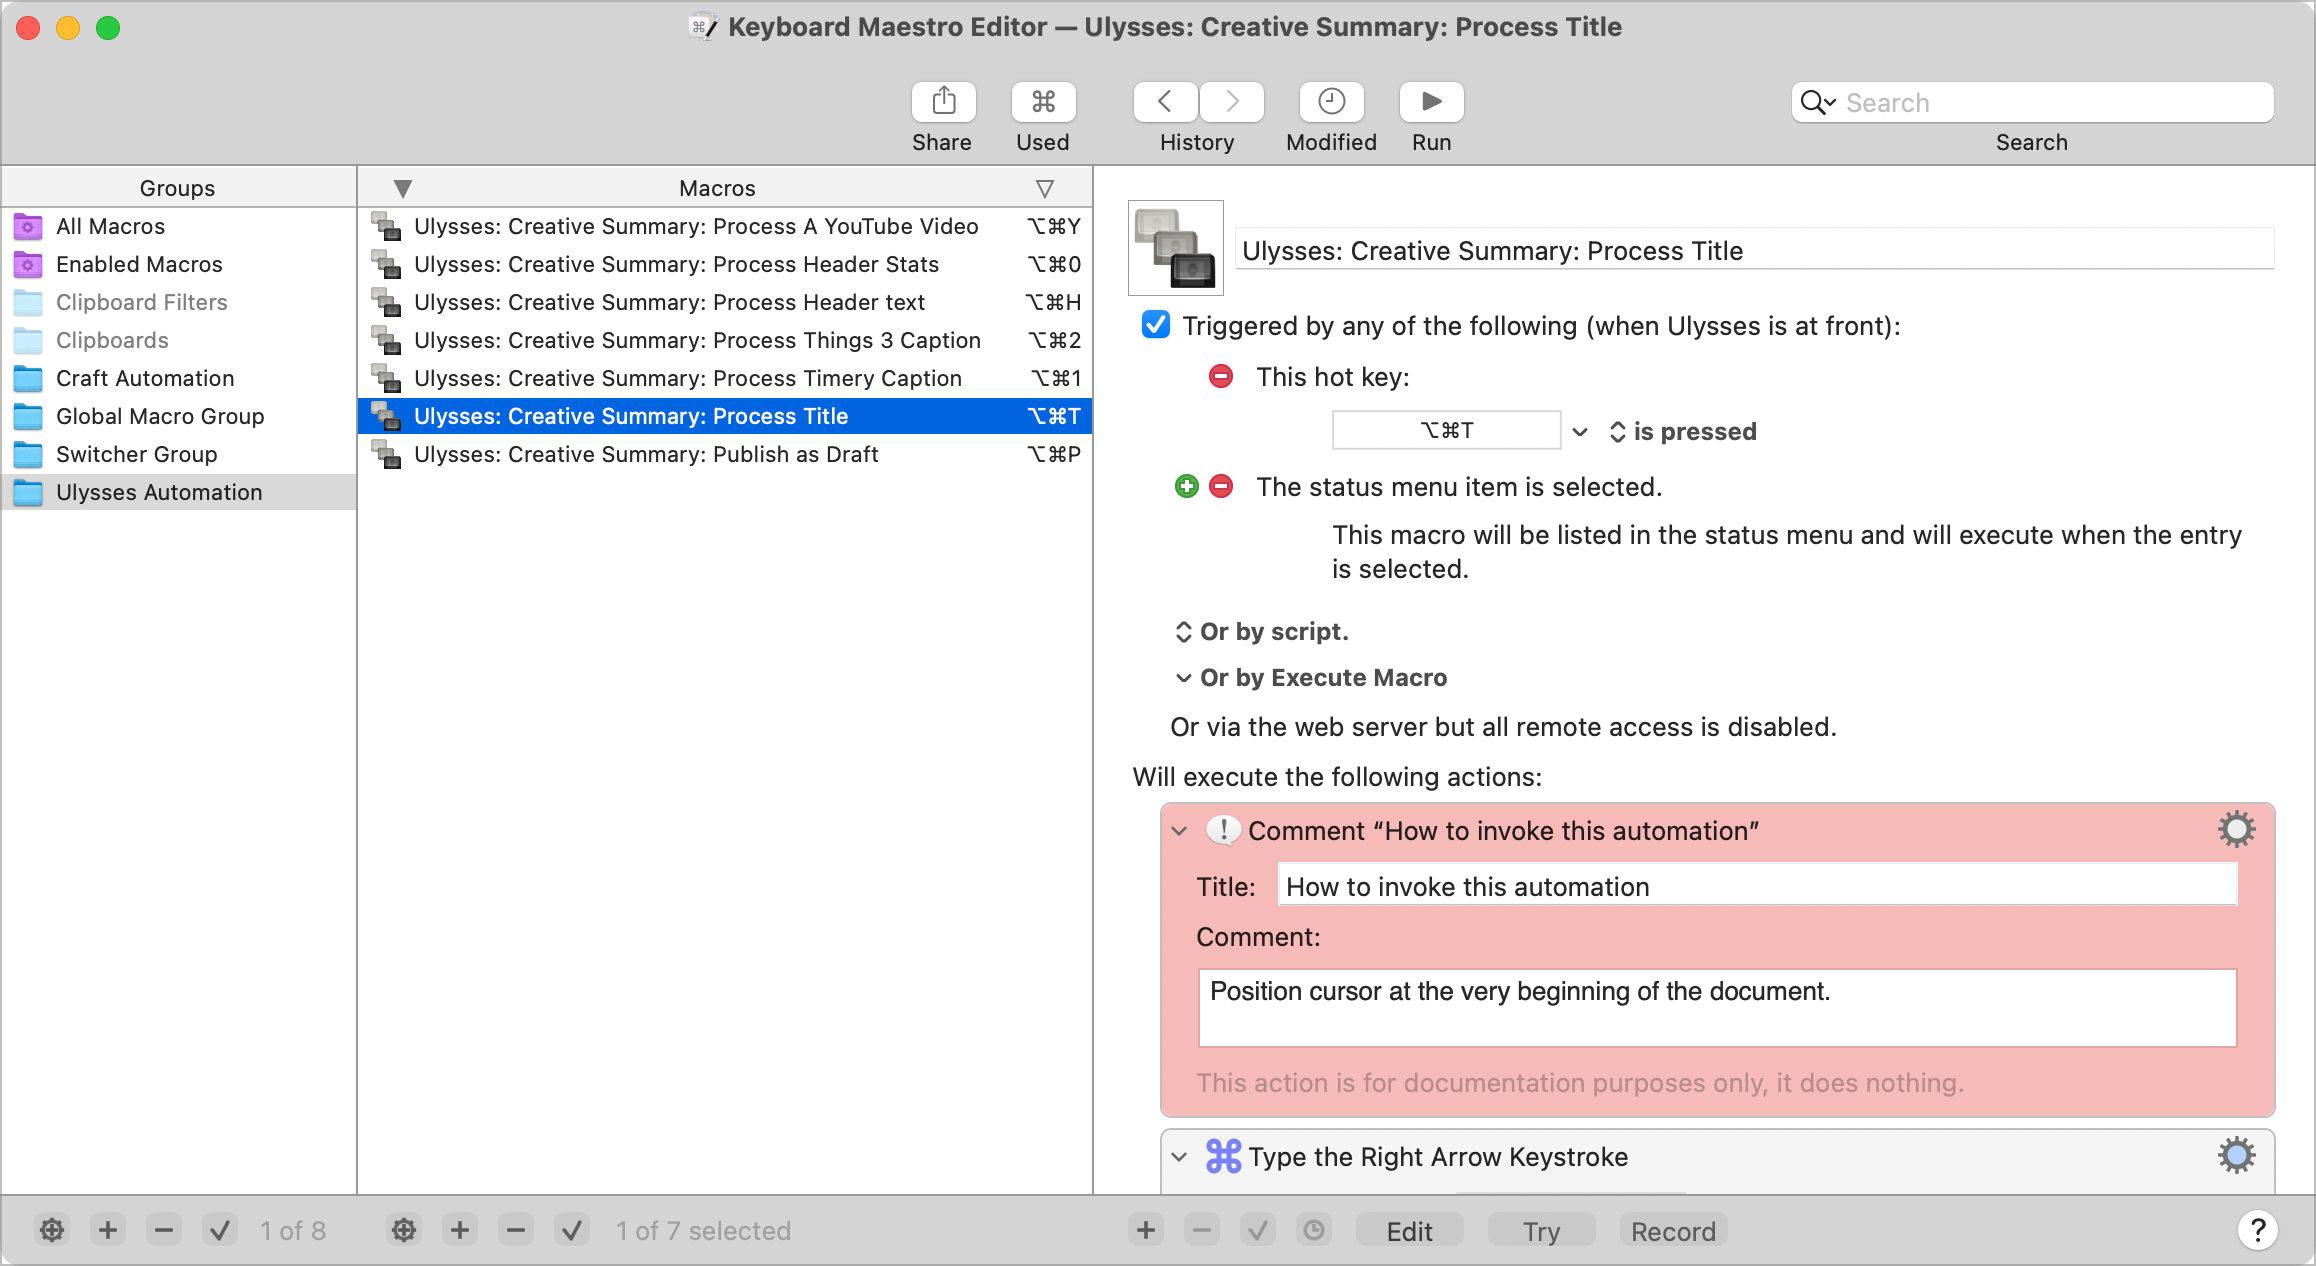 Keyboard Maestro Editor — Ulysses: Creative Summary: Process Title
Share
Used
History
Modified
Run
Search
Search
Groups
All Macros
Enabled Macros
Clipboard Filters
Clipboards
Craft Automation
Global Macro Group
Switcher Group
Ulysses Automation
Macros
Ulysses: Creative Summary: Process A YouTube Video ⌥⌘Y
Ulysses: Creative Summary: Process Header Stats ⌥⌘0
Ulysses: Creative Summary: Process Header text ⌥⌘H
Ulysses: Creative Summary: Process Things 3 Caption ⌥⌘2
Ulysses: Creative Summary: Process Timery Caption ⌥⌘1
Ulysses: Creative Summary: Process Title ⌥⌘T
Ulysses: Creative Summary: Publish as Draft ⌥⌘P
Ulysses: Creative Summary: Process Title
Triggered by any of the following (when Ulysses is at front):
This hot key:
⌥⌘T is pressed
The status menu item is selected.
This macro will be listed in the status menu and will execute when the entry
is selected.
Or by script.
Or by Execute Macro
Or via the web server but all remote access is disabled.
Will execute the following actions:
Comment “How to invoke this automation”
Title: How to invoke this automation
Comment:
Position cursor at the very beginning of the document.
This action is for documentation purposes only, it does nothing.
Type the Right Arrow Keystroke
1 of 8
1 of 7 selected
Edit
Try
Record
?